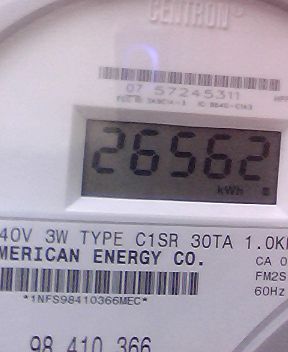 CENTRON®
07 57245311
26562
kWh
40V 3W TYPE C1SR 30TA 1.0K
MERICAN ENERGY CO.
CA 0
FM2S
*1NFS98410366MEC*
60Hz
98 410 366